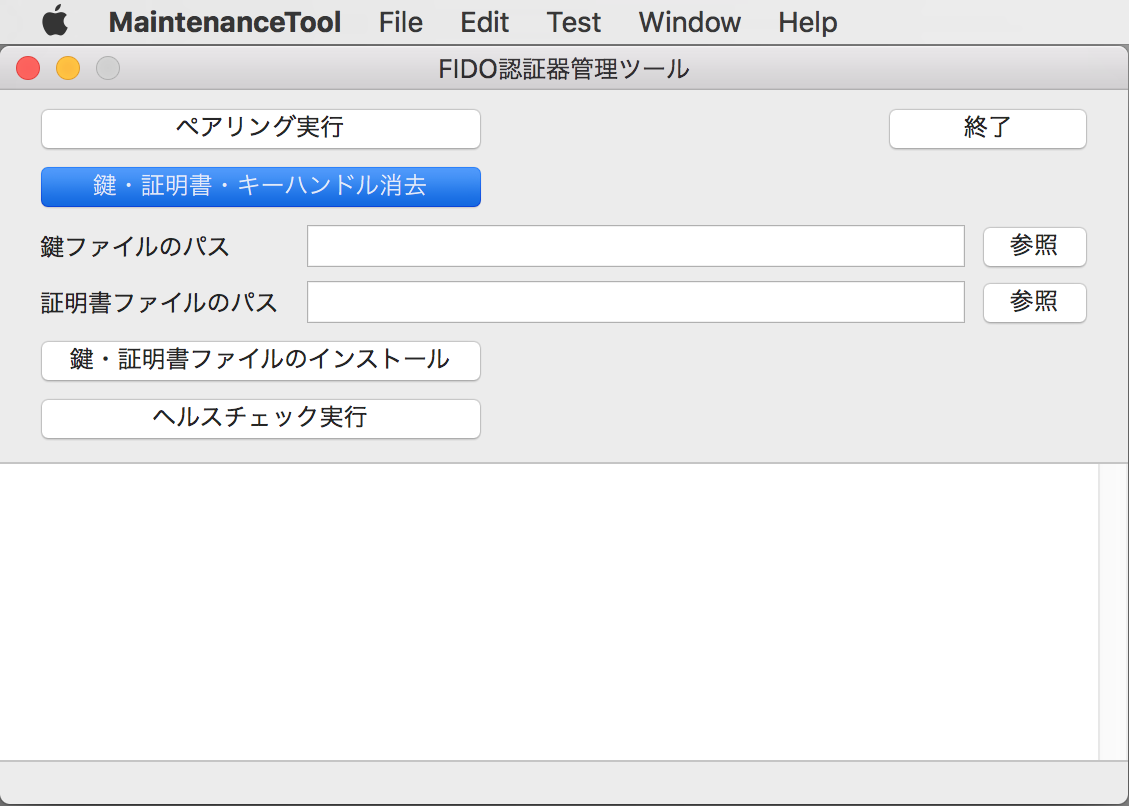 MaintenanceTool File Edit Test Window Help
FIDO認証器管理ツール
ペアリング実行 終了
鍵・証明書・キーハンドル消去
鍵ファイルのパス 参照
証明書ファイルのパス 参照
鍵・証明書ファイルのインストール
ヘルスチェック実行